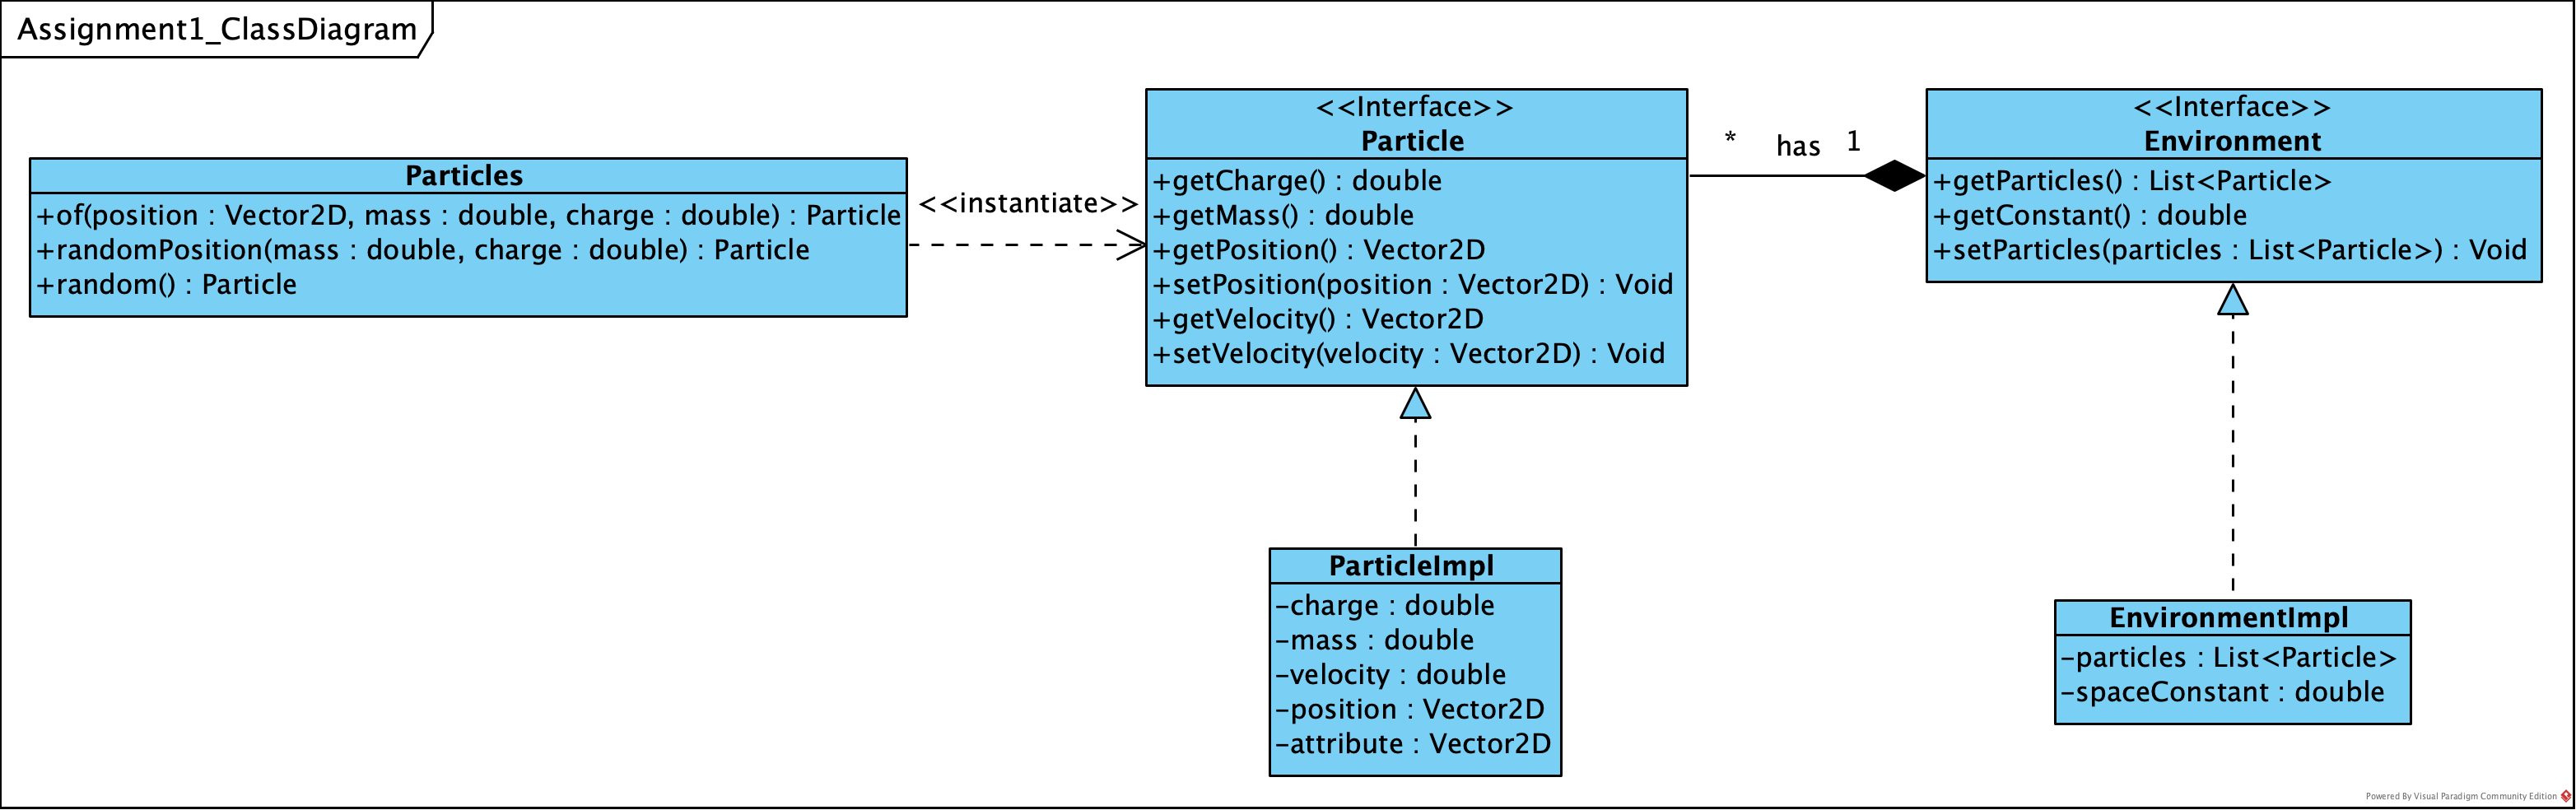 Assignment1_ClassDiagram
Particles
+of(position : Vector2D, mass : double, charge : double) : Particle
+randomPosition(mass : double, charge : double) : Particle
+random() : Particle
<<instantiate>>
<<Interface>>
Particle
+getCharge() : double
+getMass() : double
+getPosition() : Vector2D
+setPosition(position : Vector2D) : Void
+getVelocity() : Vector2D
+setVelocity(velocity : Vector2D) : Void
* has 1
<<Interface>>
Environment
+getParticles() : List<Particle>
+getConstant() : double
+setParticles(particles : List<Particle>) : Void
ParticleImpl
-charge : double
-mass : double
-velocity : double
-position : Vector2D
-attribute : Vector2D
EnvironmentImpl
-particles : List<Particle>
-spaceConstant : double
Powered By Visual Paradigm Community Edition